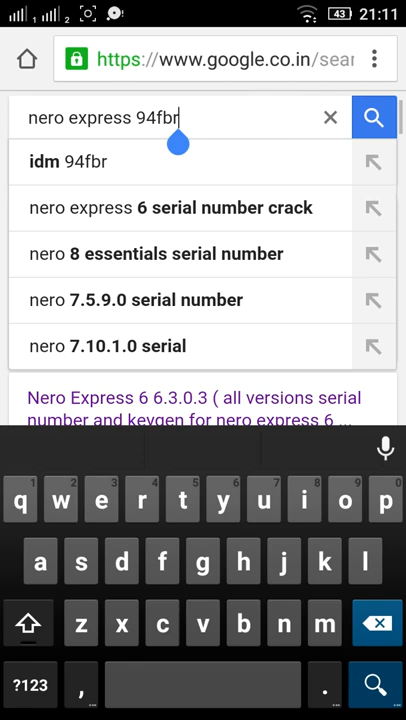 1 2 43 21:11
https://www.google.co.in/sear
nero express 94fbr
idm 94fbr
nero express 6 serial number crack
nero 8 essentials serial number
nero 7.5.9.0 serial number
nero 7.10.1.0 serial
Nero Express 6 6.3.0.3 ( all versions serial
number and keygen for nero express 6 ...
1 2 3 4 5 6 7 8 9 0
q w e r t y u i o p
a s d f g h j k l
z x c v b n m
?123 , .